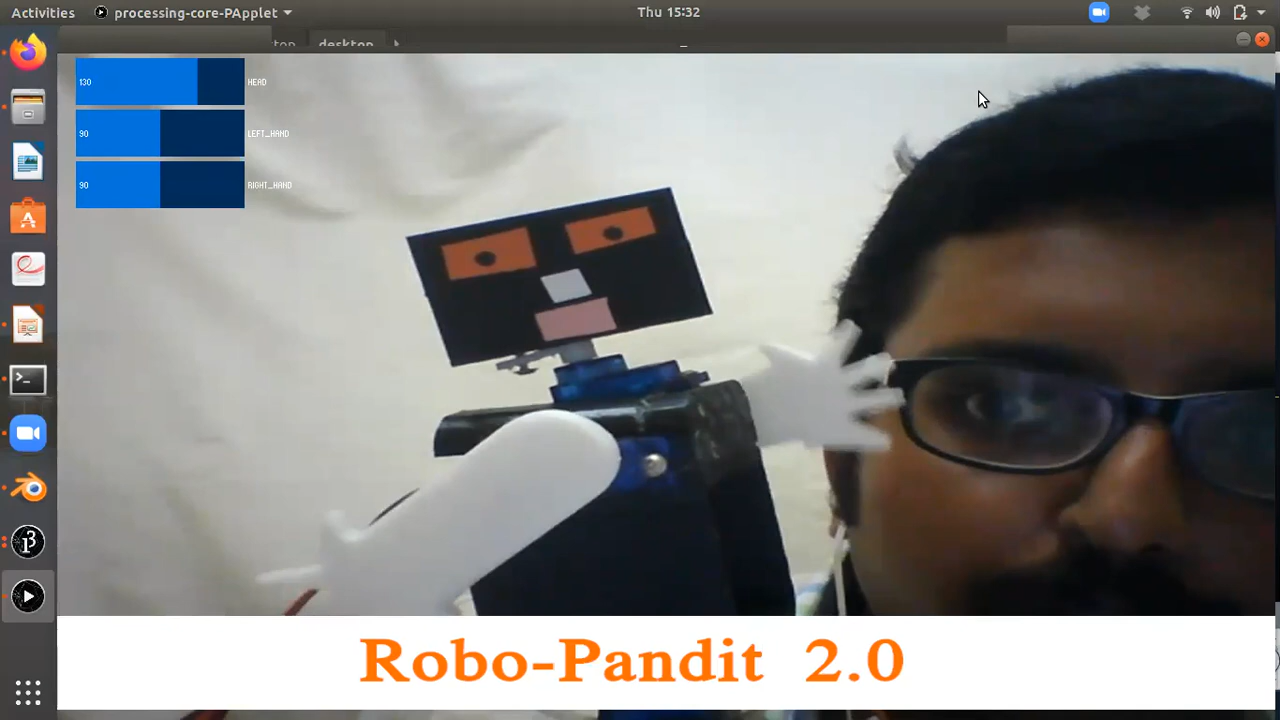 Activities processing-core-PApplet Thu 15:32
desktop
130 HEAD
90 LEFT_HAND
90 RIGHT_HAND
Robo-Pandit 2.0